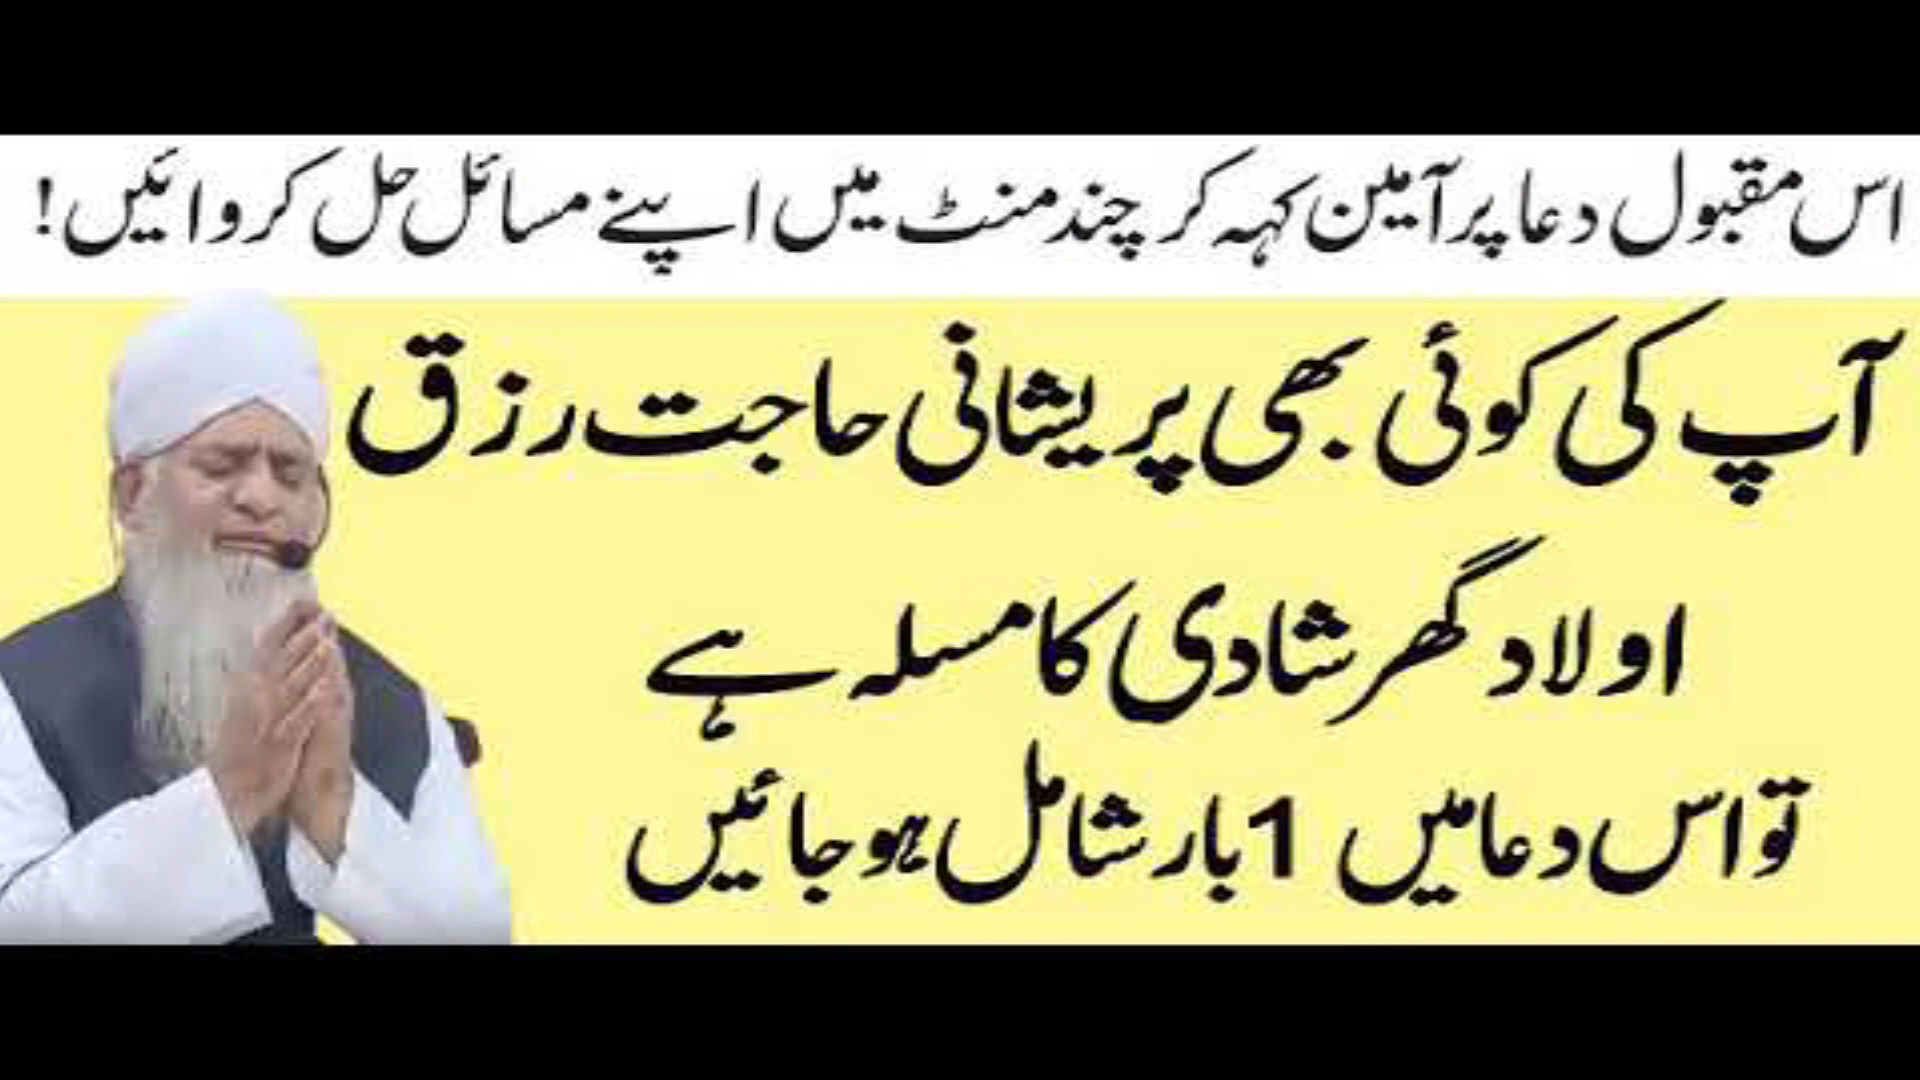 اس مقبول دعا پر آمین کہہ کر چند منٹ میں اپنے مسائل حل کروائیں!
آپ کی کوئی بھی پریشانی حاجت رزق
اولاد گھر شادی کا مسلہ ہے
تو اس دعا میں 1 بار شامل ہو جائیں